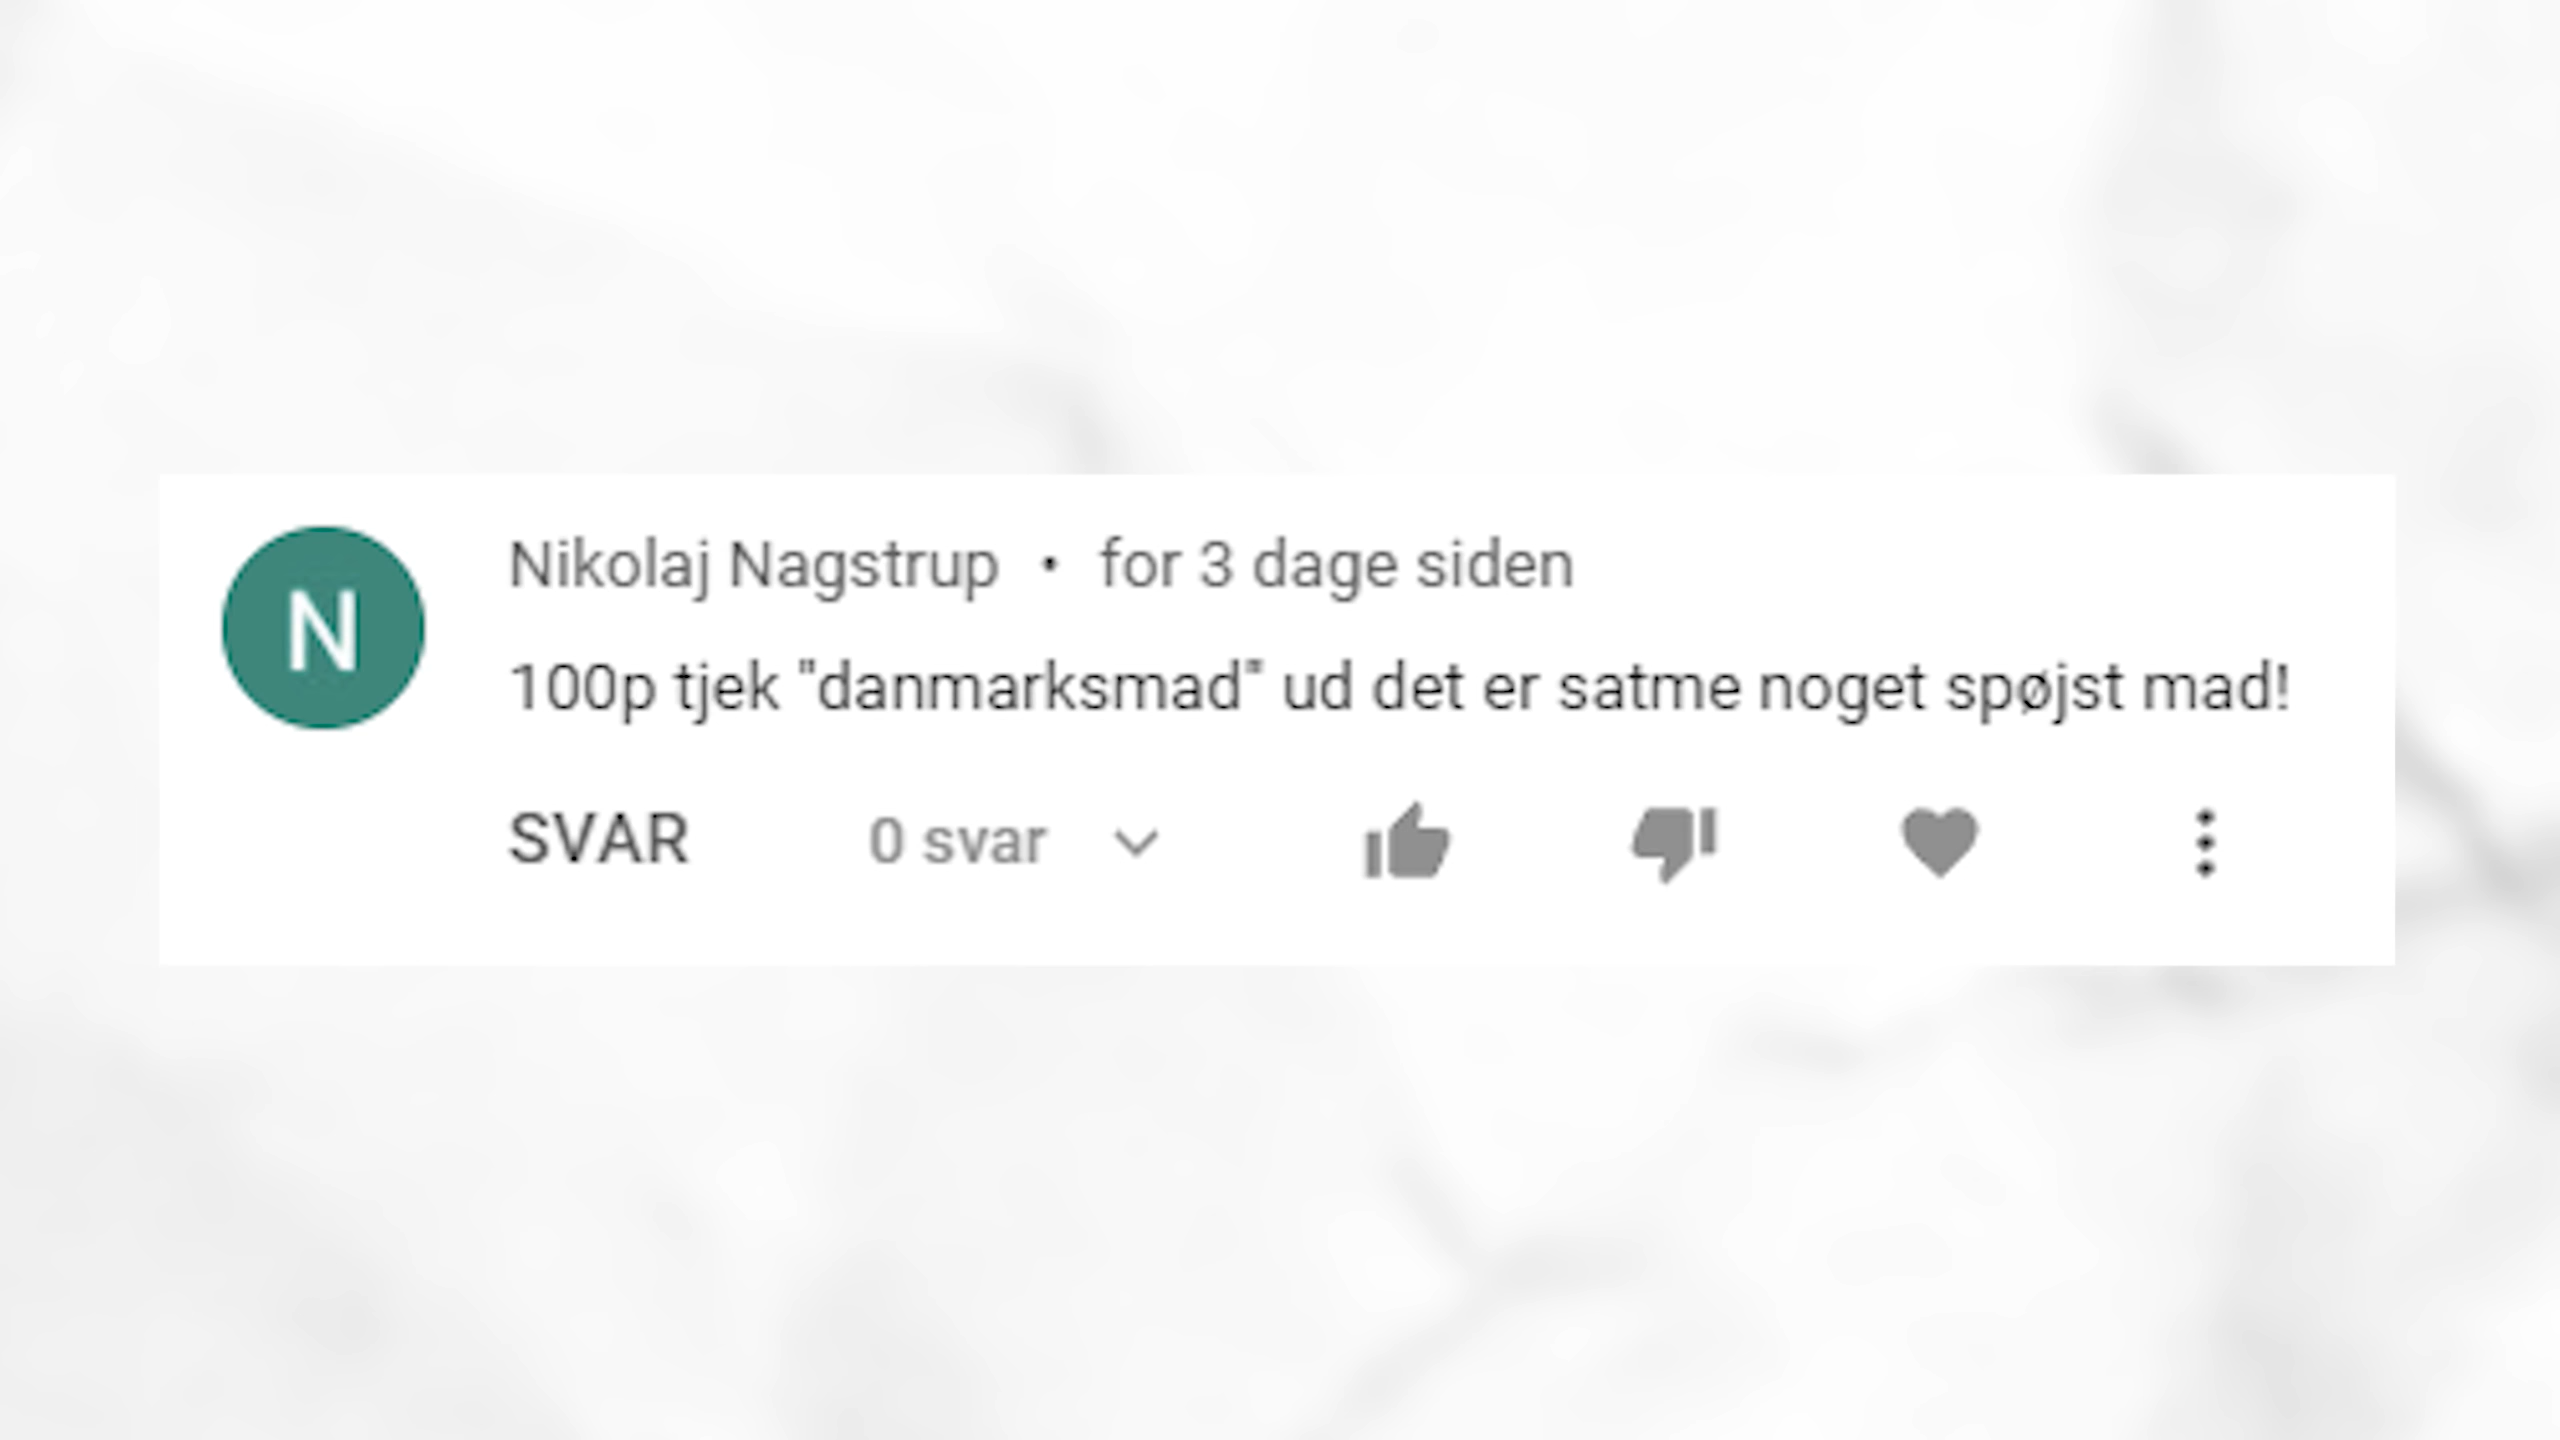 N
Nikolaj Nagstrup • for 3 dage siden
100p tjek "danmarksmad" ud det er satme noget spøjst mad!
SVAR 0 svar